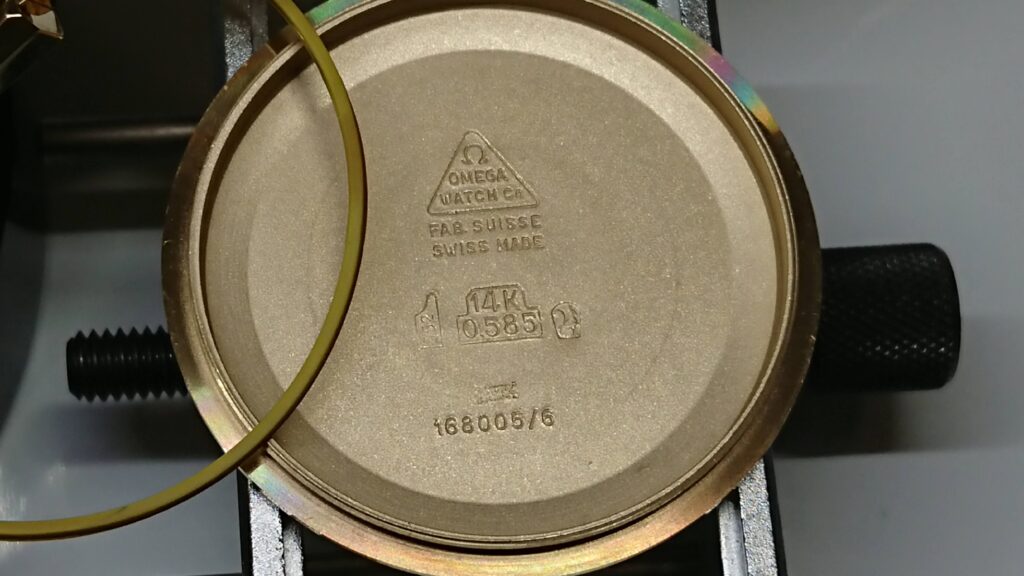 Ω
OMEGA
WATCH Co
FAB. SUISSE
SWISS MADE
14K
0,585
168005/6